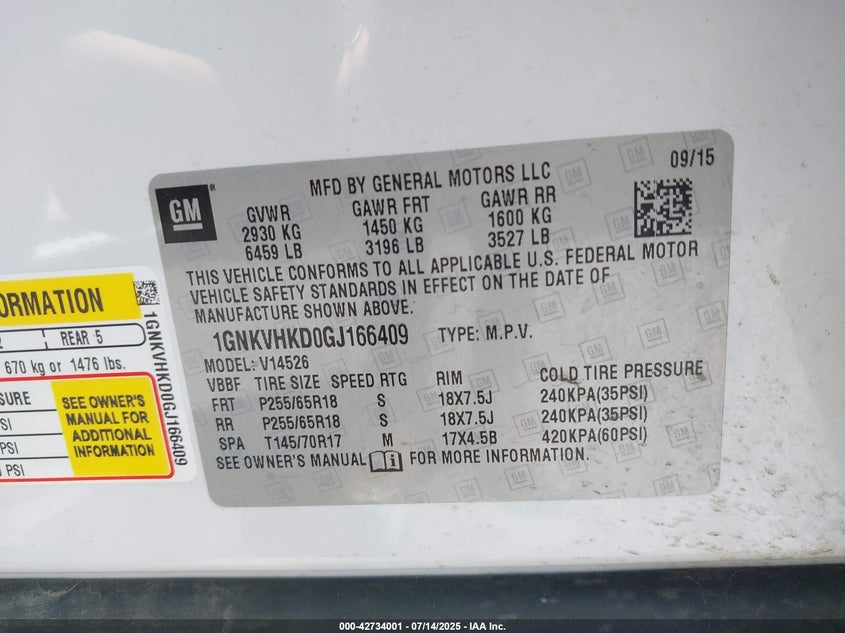 GM
MFD BY GENERAL MOTORS LLC
09/15
GVWR GAWR FRT GAWR RR
2930 KG 1450 KG 1600 KG
6459 LB 3196 LB 3527 LB
THIS VEHICLE CONFORMS TO ALL APPLICABLE U.S. FEDERAL MOTOR
VEHICLE SAFETY STANDARDS IN EFFECT ON THE DATE OF
MANUFACTURE SHOWN ABOVE.
1GNKVHKD0GJ166409 TYPE: M.P.V.
MODEL: V14526
VBBF TIRE SIZE SPEED RTG RIM COLD TIRE PRESSURE
FRT P255/65R18 S 18X7.5J 240KPA(35PSI)
RR P255/65R18 S 18X7.5J 240KPA(35PSI)
SPA T145/70R17 M 17X4.5B 420KPA(60PSI)
SEE OWNER'S MANUAL FOR MORE INFORMATION.
ORMATION
REAR 5
670 kg or 1476 lbs.
SURE
SI
PSI
PSI
SEE OWNER'S
MANUAL FOR
ADDITIONAL
INFORMATION
1GNKVHKD0GJ166409
000-42734001 / 07/14/2025 - IAA Inc.